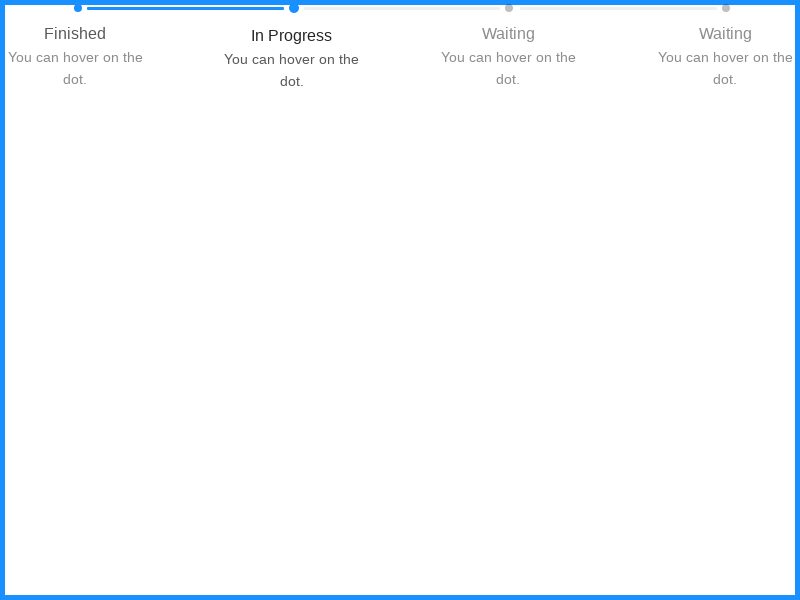 Finished
You can hover on the
dot.
In Progress
You can hover on the
dot.
Waiting
You can hover on the
dot.
Waiting
You can hover on the
dot.